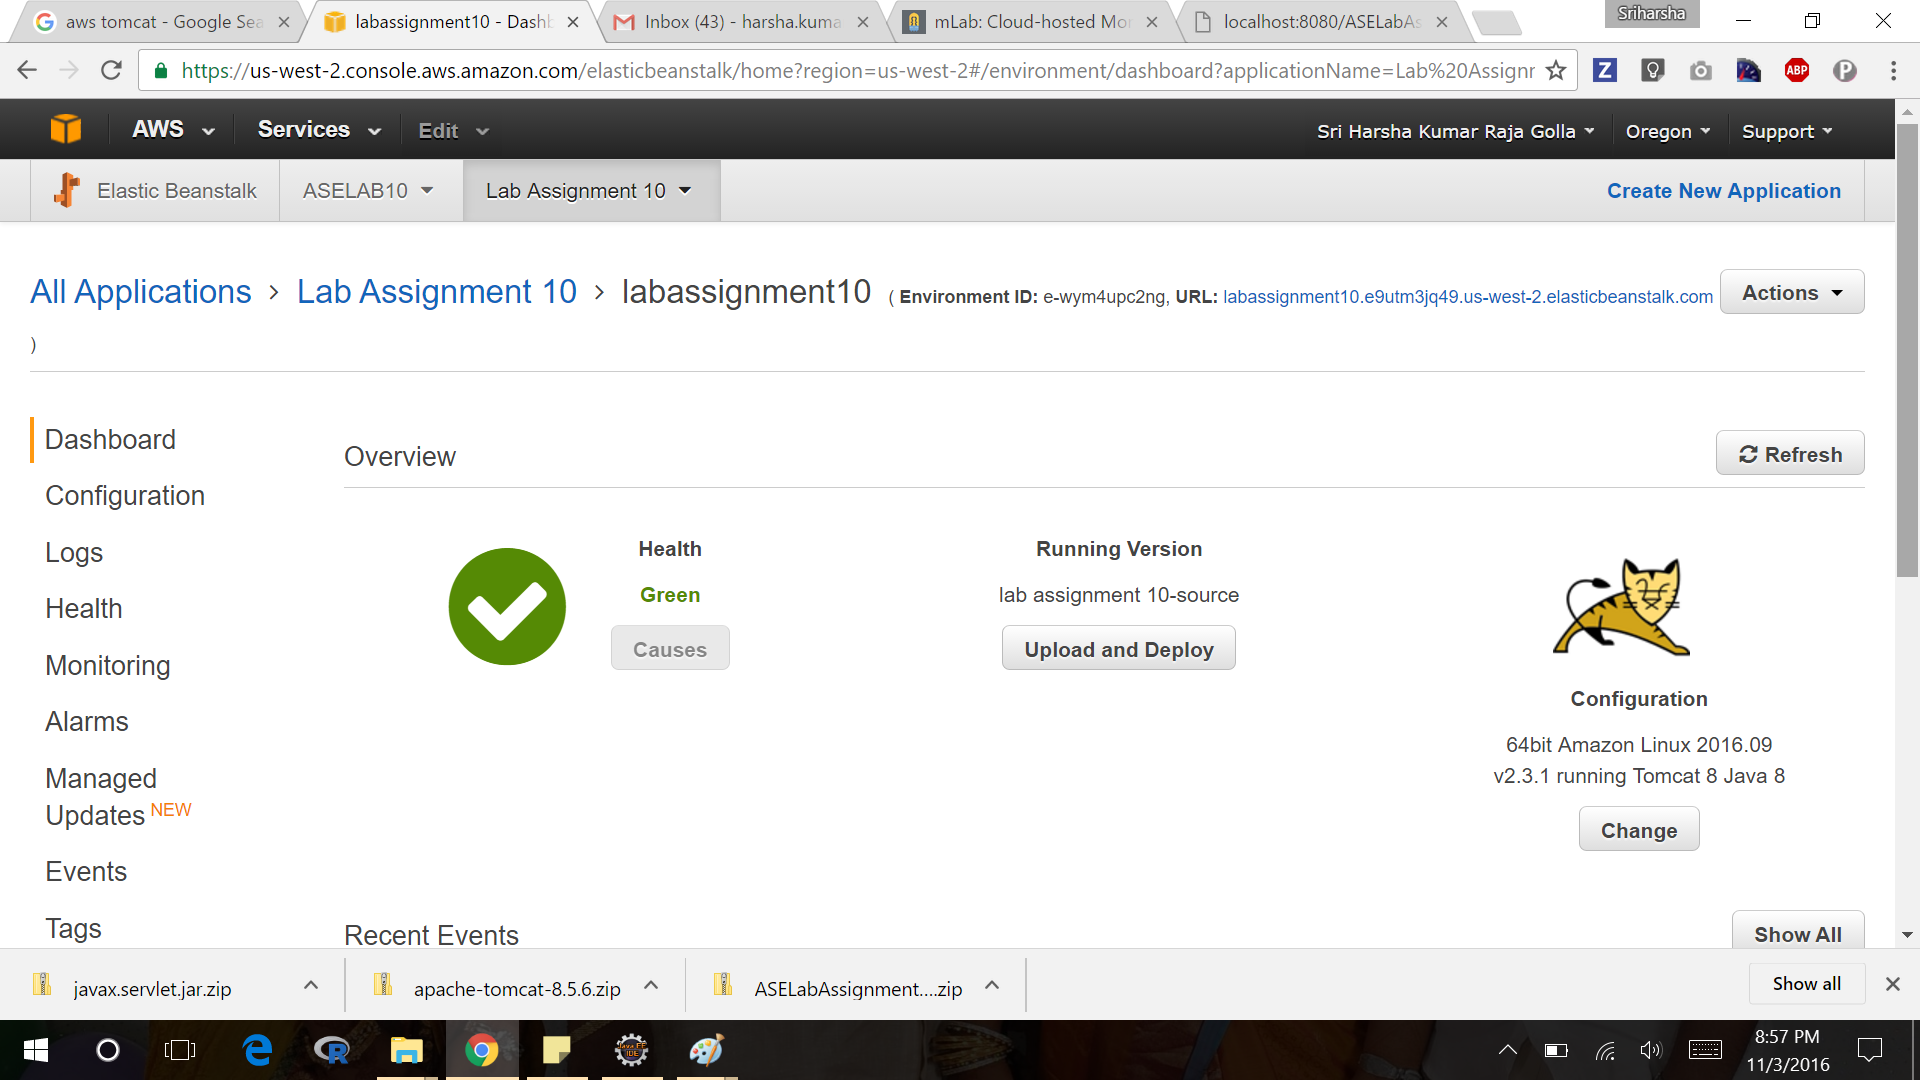 aws tomcat - Google Sea
labassignment10 - Dashb
Inbox (43) - harsha.kuma
mLab: Cloud-hosted Mon
localhost:8080/ASELabAs
Sriharsha
https://us-west-2.console.aws.amazon.com/elasticbeanstalk/home?region=us-west-2#/environment/dashboard?applicationName=Lab%20Assignr
Z
ABP
P
AWS
Services
Edit
Sri Harsha Kumar Raja Golla
Oregon
Support
Elastic Beanstalk
ASELAB10
Lab Assignment 10
Create New Application
All Applications > Lab Assignment 10 > labassignment10 ( Environment ID: e-wym4upc2ng, URL: labassignment10.e9utm3jq49.us-west-2.elasticbeanstalk.com
)
Actions
Dashboard
Configuration
Logs
Health
Monitoring
Alarms
Managed
Updates NEW
Events
Tags
Overview
Refresh
Health
Green
Causes
Running Version
lab assignment 10-source
Upload and Deploy
Configuration
64bit Amazon Linux 2016.09
v2.3.1 running Tomcat 8 Java 8
Change
Recent Events
Show All
javax.servlet.jar.zip
apache-tomcat-8.5.6.zip
ASELabAssignment....zip
Show all
R
Java EE
IDE
8:57 PM
11/3/2016